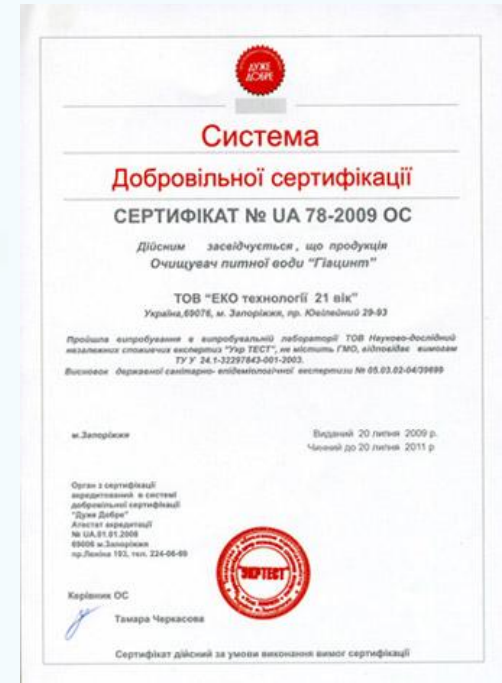 ДУЖЕ
ДОБРЕ
Система
Добровільної сертифікації
СЕРТИФІКАТ № UA 78-2009 ОС
Дійсним засвідчується , що продукція
Очищувач питної води "Гіацинт"
ТОВ "ЕКО технології 21 вік"
Україна,69076, м. Запоріжжя, пр. Ювілейний 29-93
Пройшла випробування в випробувальній лабораторії ТОВ Науково-дослідний
незалежних споживчих експертиз "Укр ТЕСТ", не містить ГМО, відповідає вимогам
ТУ У 24.1-32297843-001-2003.
Висновок державної санітарно- епідеміологічної експертизи № 05.03.02-04/39699
м.Запоріжжя
Виданий 20 липня 2009 р.
Чинний до 20 липня 2011 р
Орган з сертифікації
акредитований в системі
добровільної сертифікації
"Дуже Добре"
Атестат акредитації
№ UA.01.01.2008
69006 м.Запоріжжя
пр.Леніна 193, тел. 224-06-69
УКРТЕСТ
Керівник ОС
Тамара Черкасова
Сертифікат дійсний за умови виконання вимог сертифікації